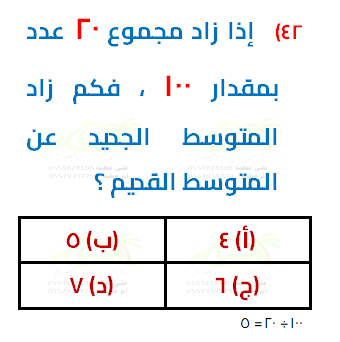 ٤٢) إذا زاد مجموع ٢٠ عدد
بمقدار ١٠٠ ، فكم زاد
المتوسط الجديد عن
المتوسط القديم ؟
(أ) ٤ (ب) ٥
(ج) ٦ (د) ٧
١٠٠ ÷ ٢٠ = ٥